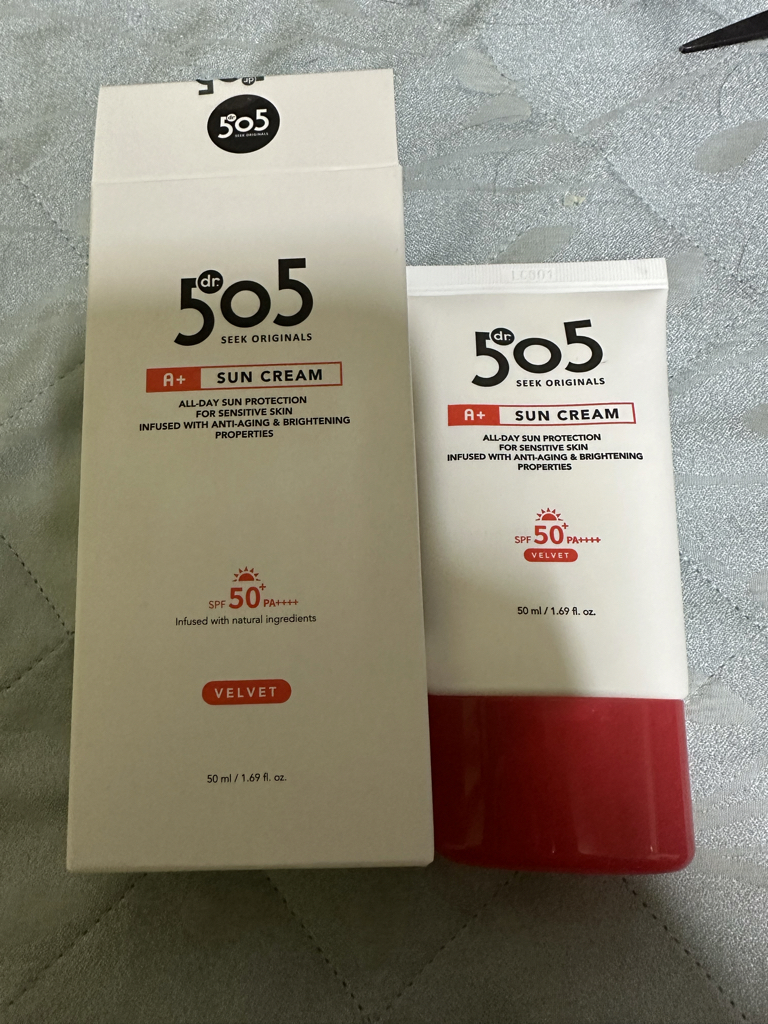 dr.
505
SEEK ORIGINALS
dr.
505
SEEK ORIGINALS
A+ SUN CREAM
ALL-DAY SUN PROTECTION
FOR SENSITIVE SKIN
INFUSED WITH ANTI-AGING & BRIGHTENING
PROPERTIES
SPF 50+ PA++++
Infused with natural ingredients
VELVET
50 ml / 1.69 fl. oz.
dr.
505
SEEK ORIGINALS
A+ SUN CREAM
ALL-DAY SUN PROTECTION
FOR SENSITIVE SKIN
INFUSED WITH ANTI-AGING & BRIGHTENING
PROPERTIES
SPF 50+ PA++++
VELVET
50 ml / 1.69 fl. oz.